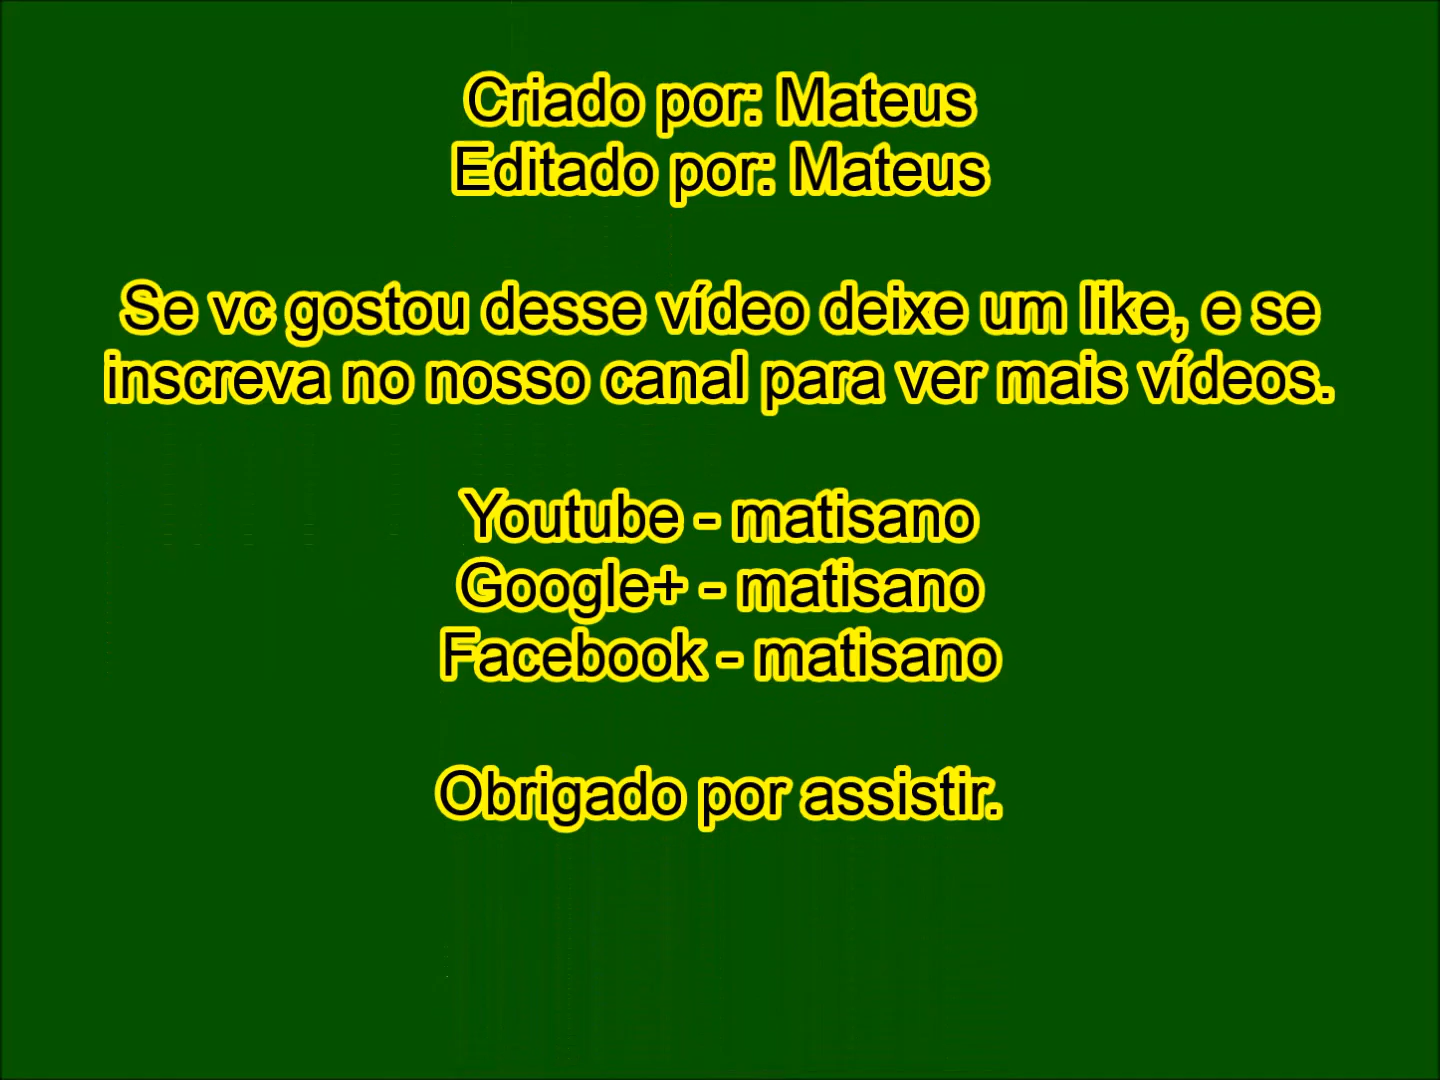 Criado por: Mateus
Editado por: Mateus
Se vc gostou desse vídeo deixe um like, e se
inscreva no nosso canal para ver mais vídeos.
Youtube - matisano
Google+ - matisano
Facebook - matisano
Obrigado por assistir.